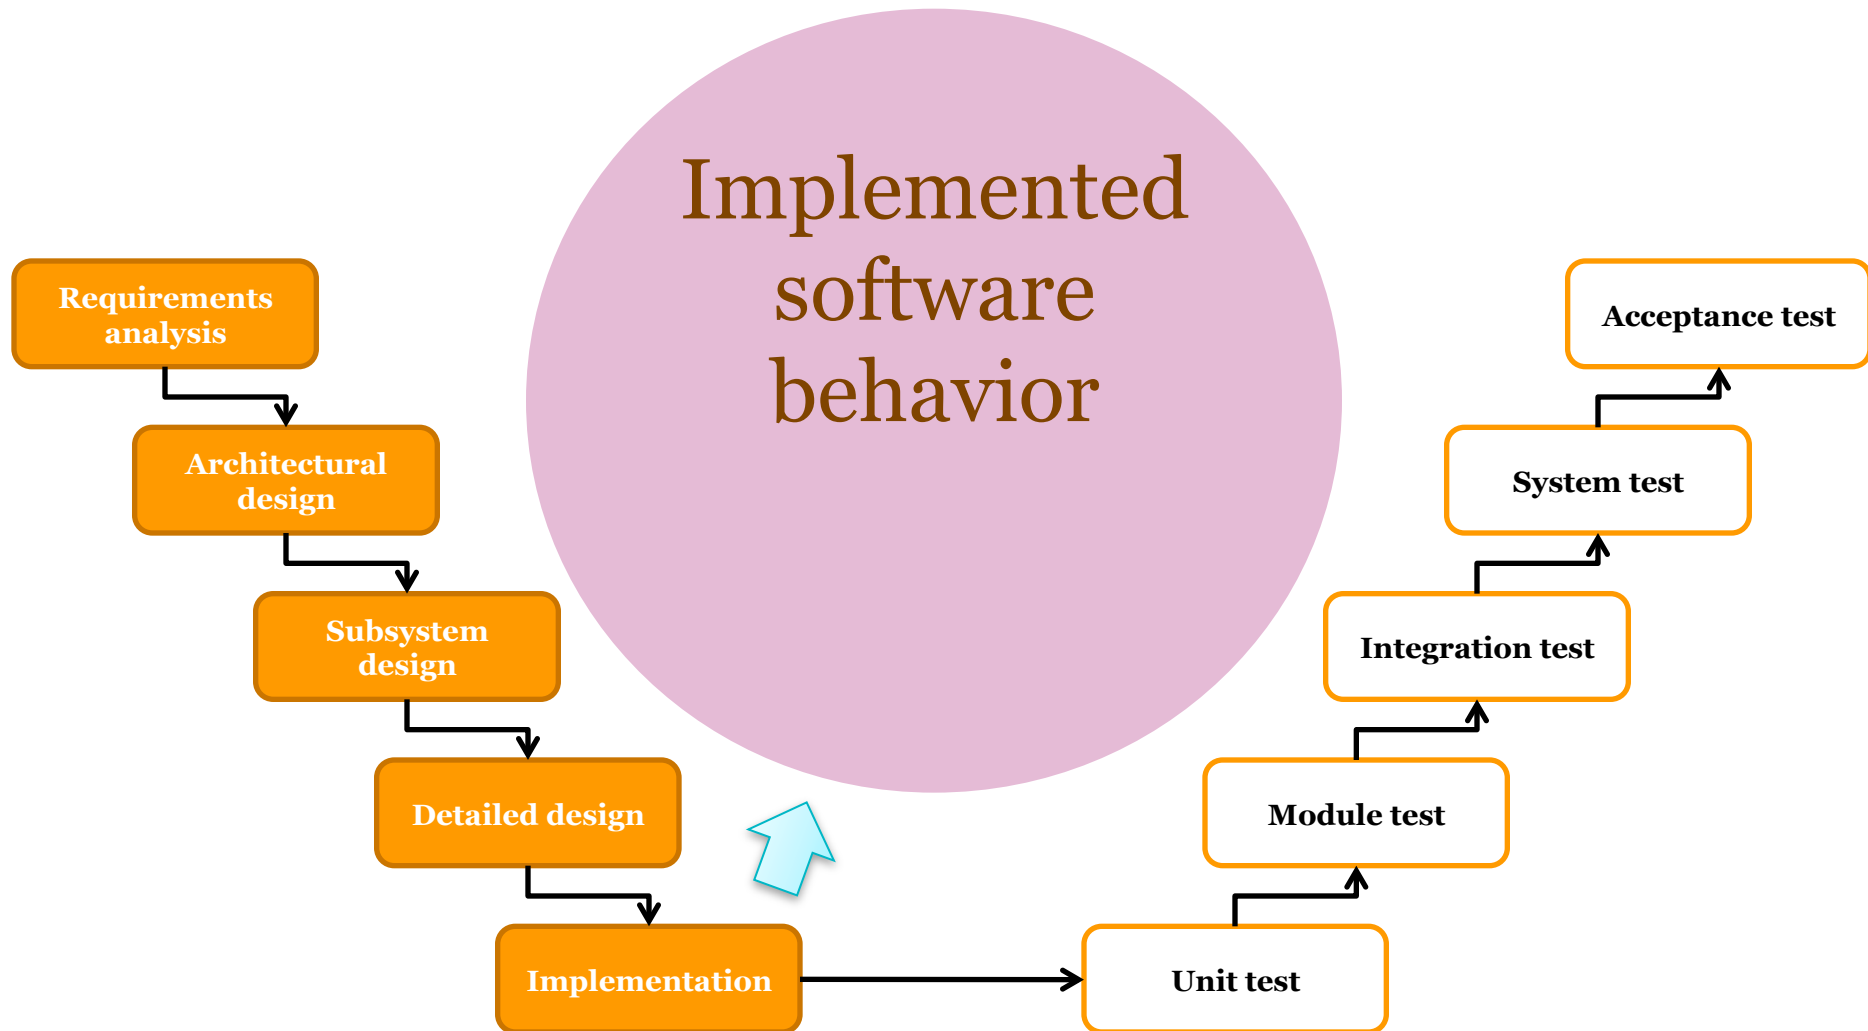 Implemented
software
behavior
Requirements
analysis
Architectural
design
Subsystem
design
Detailed design
Implementation
Unit test
Module test
Integration test
System test
Acceptance test